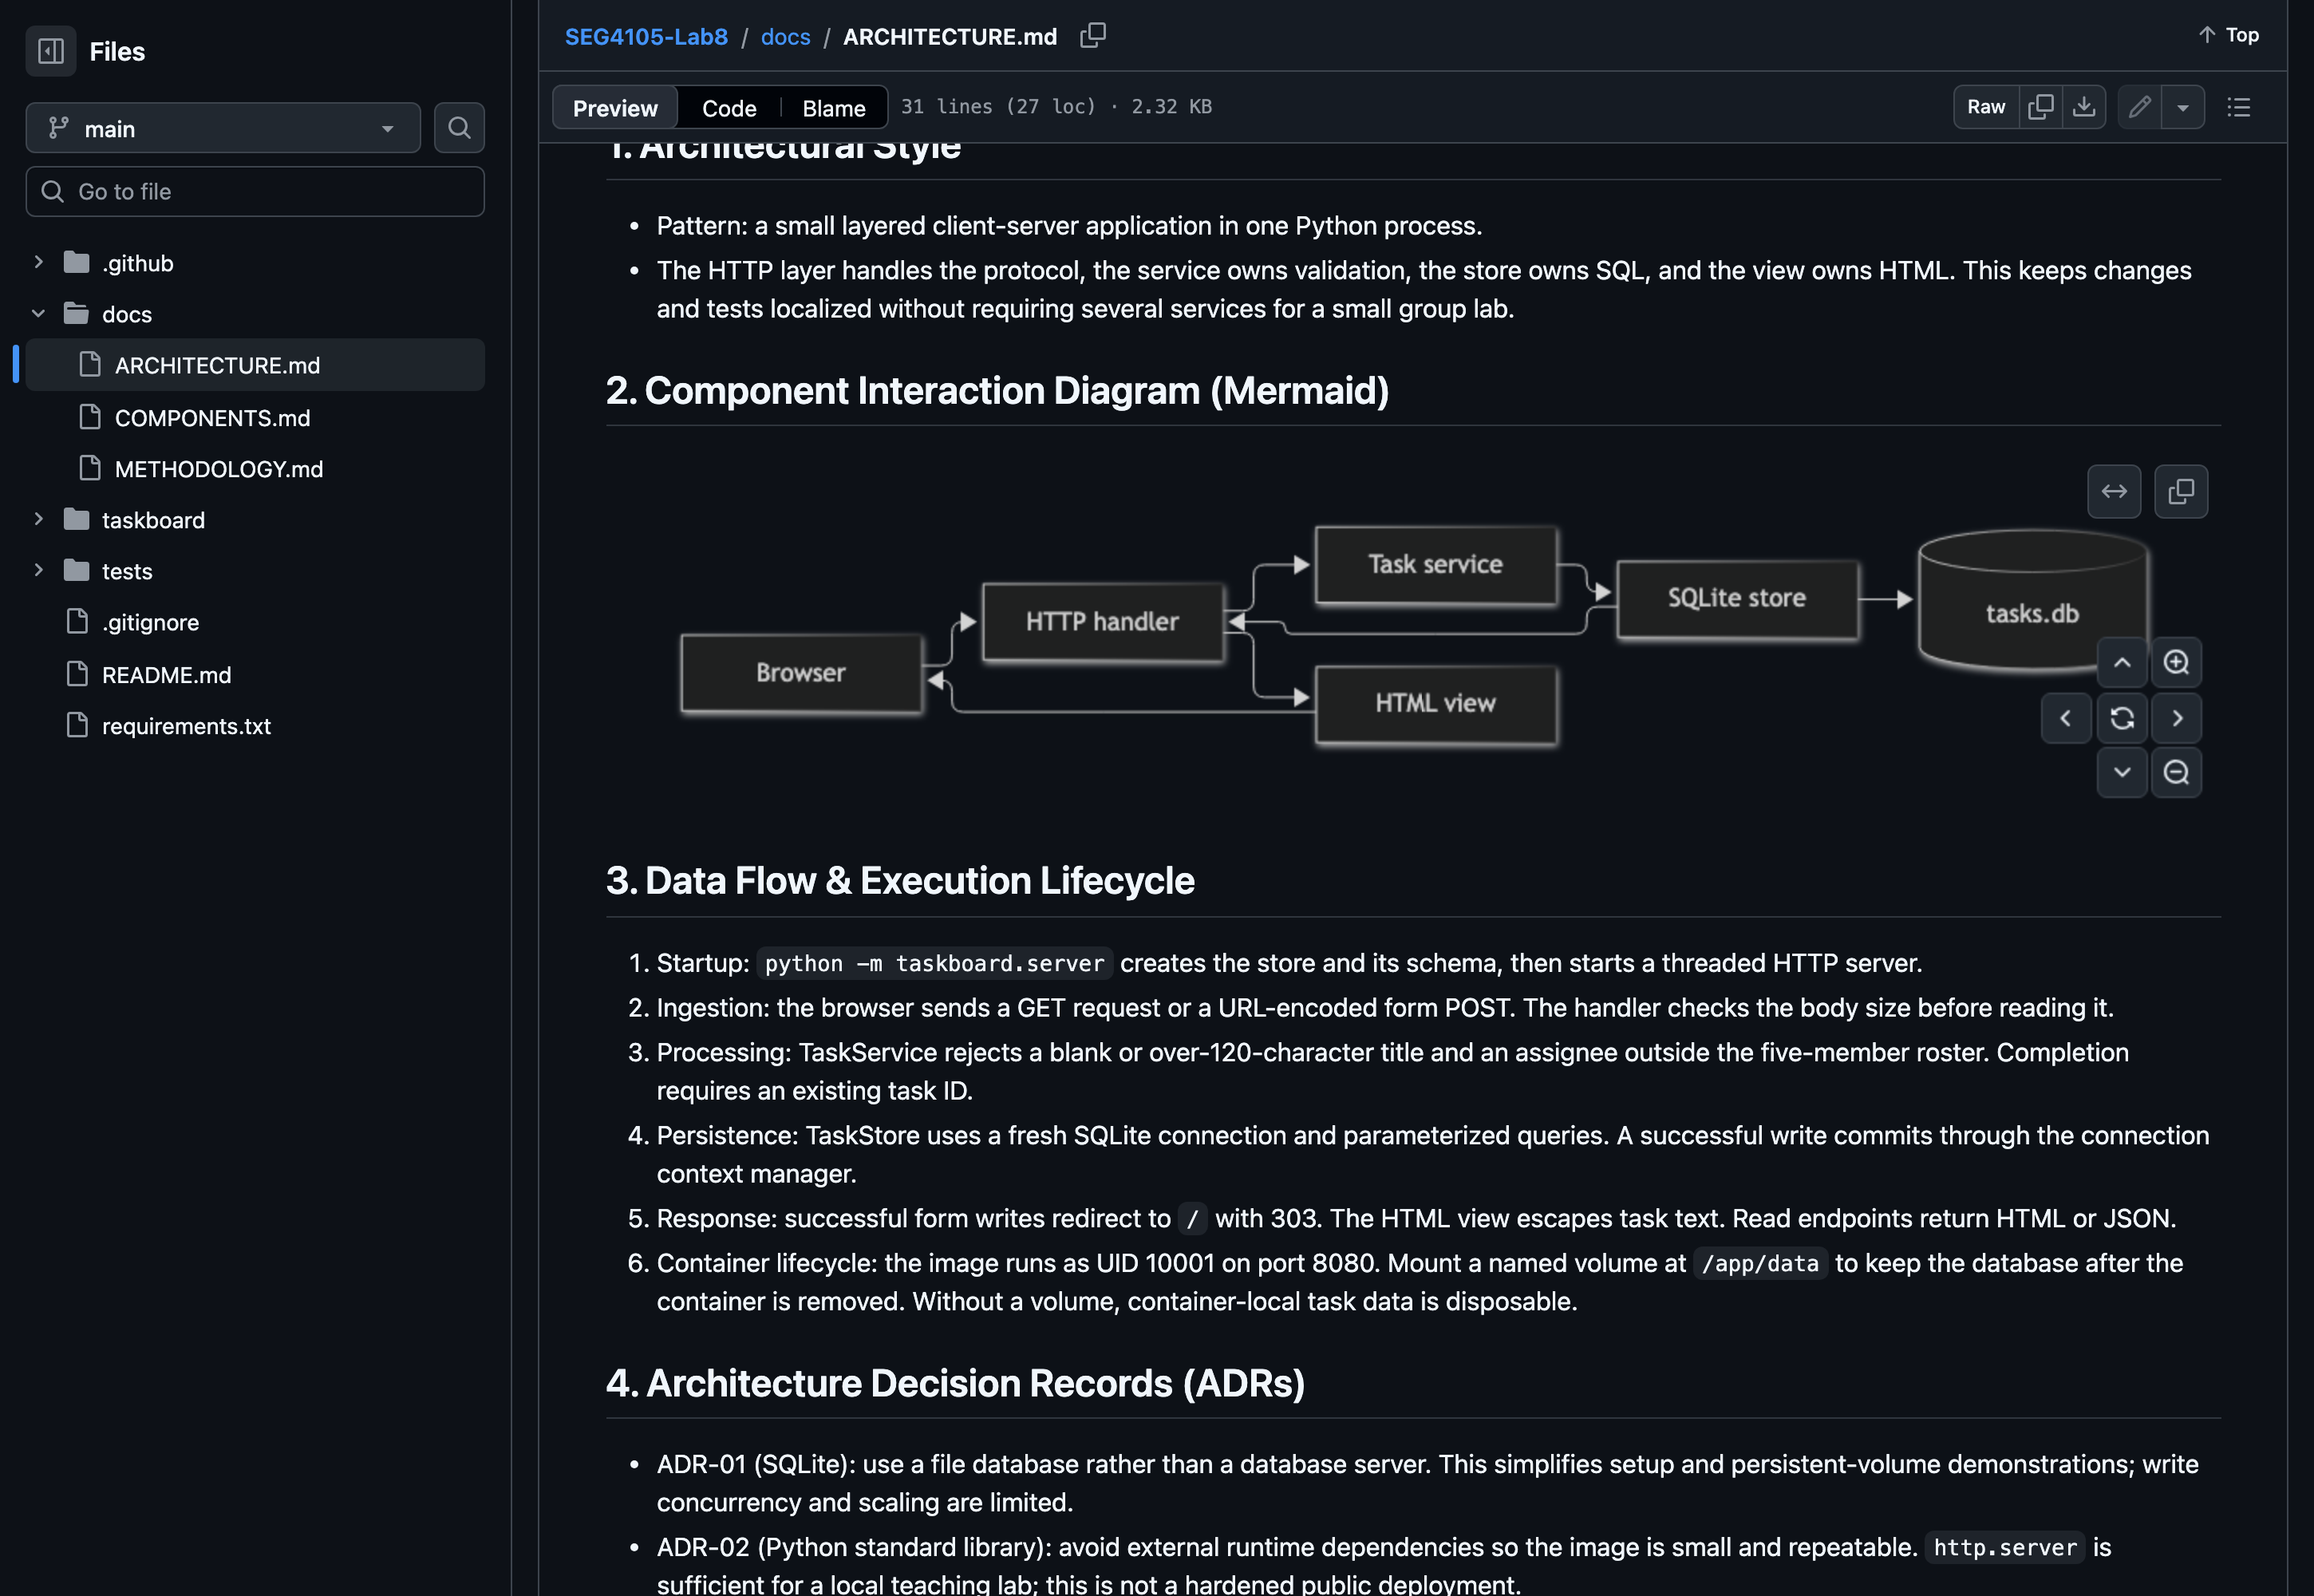 Files
main
Go to file
.github
docs
ARCHITECTURE.md
COMPONENTS.md
METHODOLOGY.md
taskboard
tests
.gitignore
README.md
requirements.txt
SEG4105-Lab8 / docs / ARCHITECTURE.md
Top
Preview
Code
Blame
31 lines (27 loc) · 2.32 KB
Raw
1. Architectural Style
• Pattern: a small layered client-server application in one Python process.
• The HTTP layer handles the protocol, the service owns validation, the store owns SQL, and the view owns HTML. This keeps changes
and tests localized without requiring several services for a small group lab.
2. Component Interaction Diagram (Mermaid)
Browser
HTTP handler
Task service
HTML view
SQLite store
tasks.db
3. Data Flow & Execution Lifecycle
1. Startup: python -m taskboard.server creates the store and its schema, then starts a threaded HTTP server.
2. Ingestion: the browser sends a GET request or a URL-encoded form POST. The handler checks the body size before reading it.
3. Processing: TaskService rejects a blank or over-120-character title and an assignee outside the five-member roster. Completion
requires an existing task ID.
4. Persistence: TaskStore uses a fresh SQLite connection and parameterized queries. A successful write commits through the connection
context manager.
5. Response: successful form writes redirect to / with 303. The HTML view escapes task text. Read endpoints return HTML or JSON.
6. Container lifecycle: the image runs as UID 10001 on port 8080. Mount a named volume at /app/data to keep the database after the
container is removed. Without a volume, container-local task data is disposable.
4. Architecture Decision Records (ADRs)
• ADR-01 (SQLite): use a file database rather than a database server. This simplifies setup and persistent-volume demonstrations; write
concurrency and scaling are limited.
• ADR-02 (Python standard library): avoid external runtime dependencies so the image is small and repeatable. http.server is
sufficient for a local teaching lab; this is not a hardened public deployment.